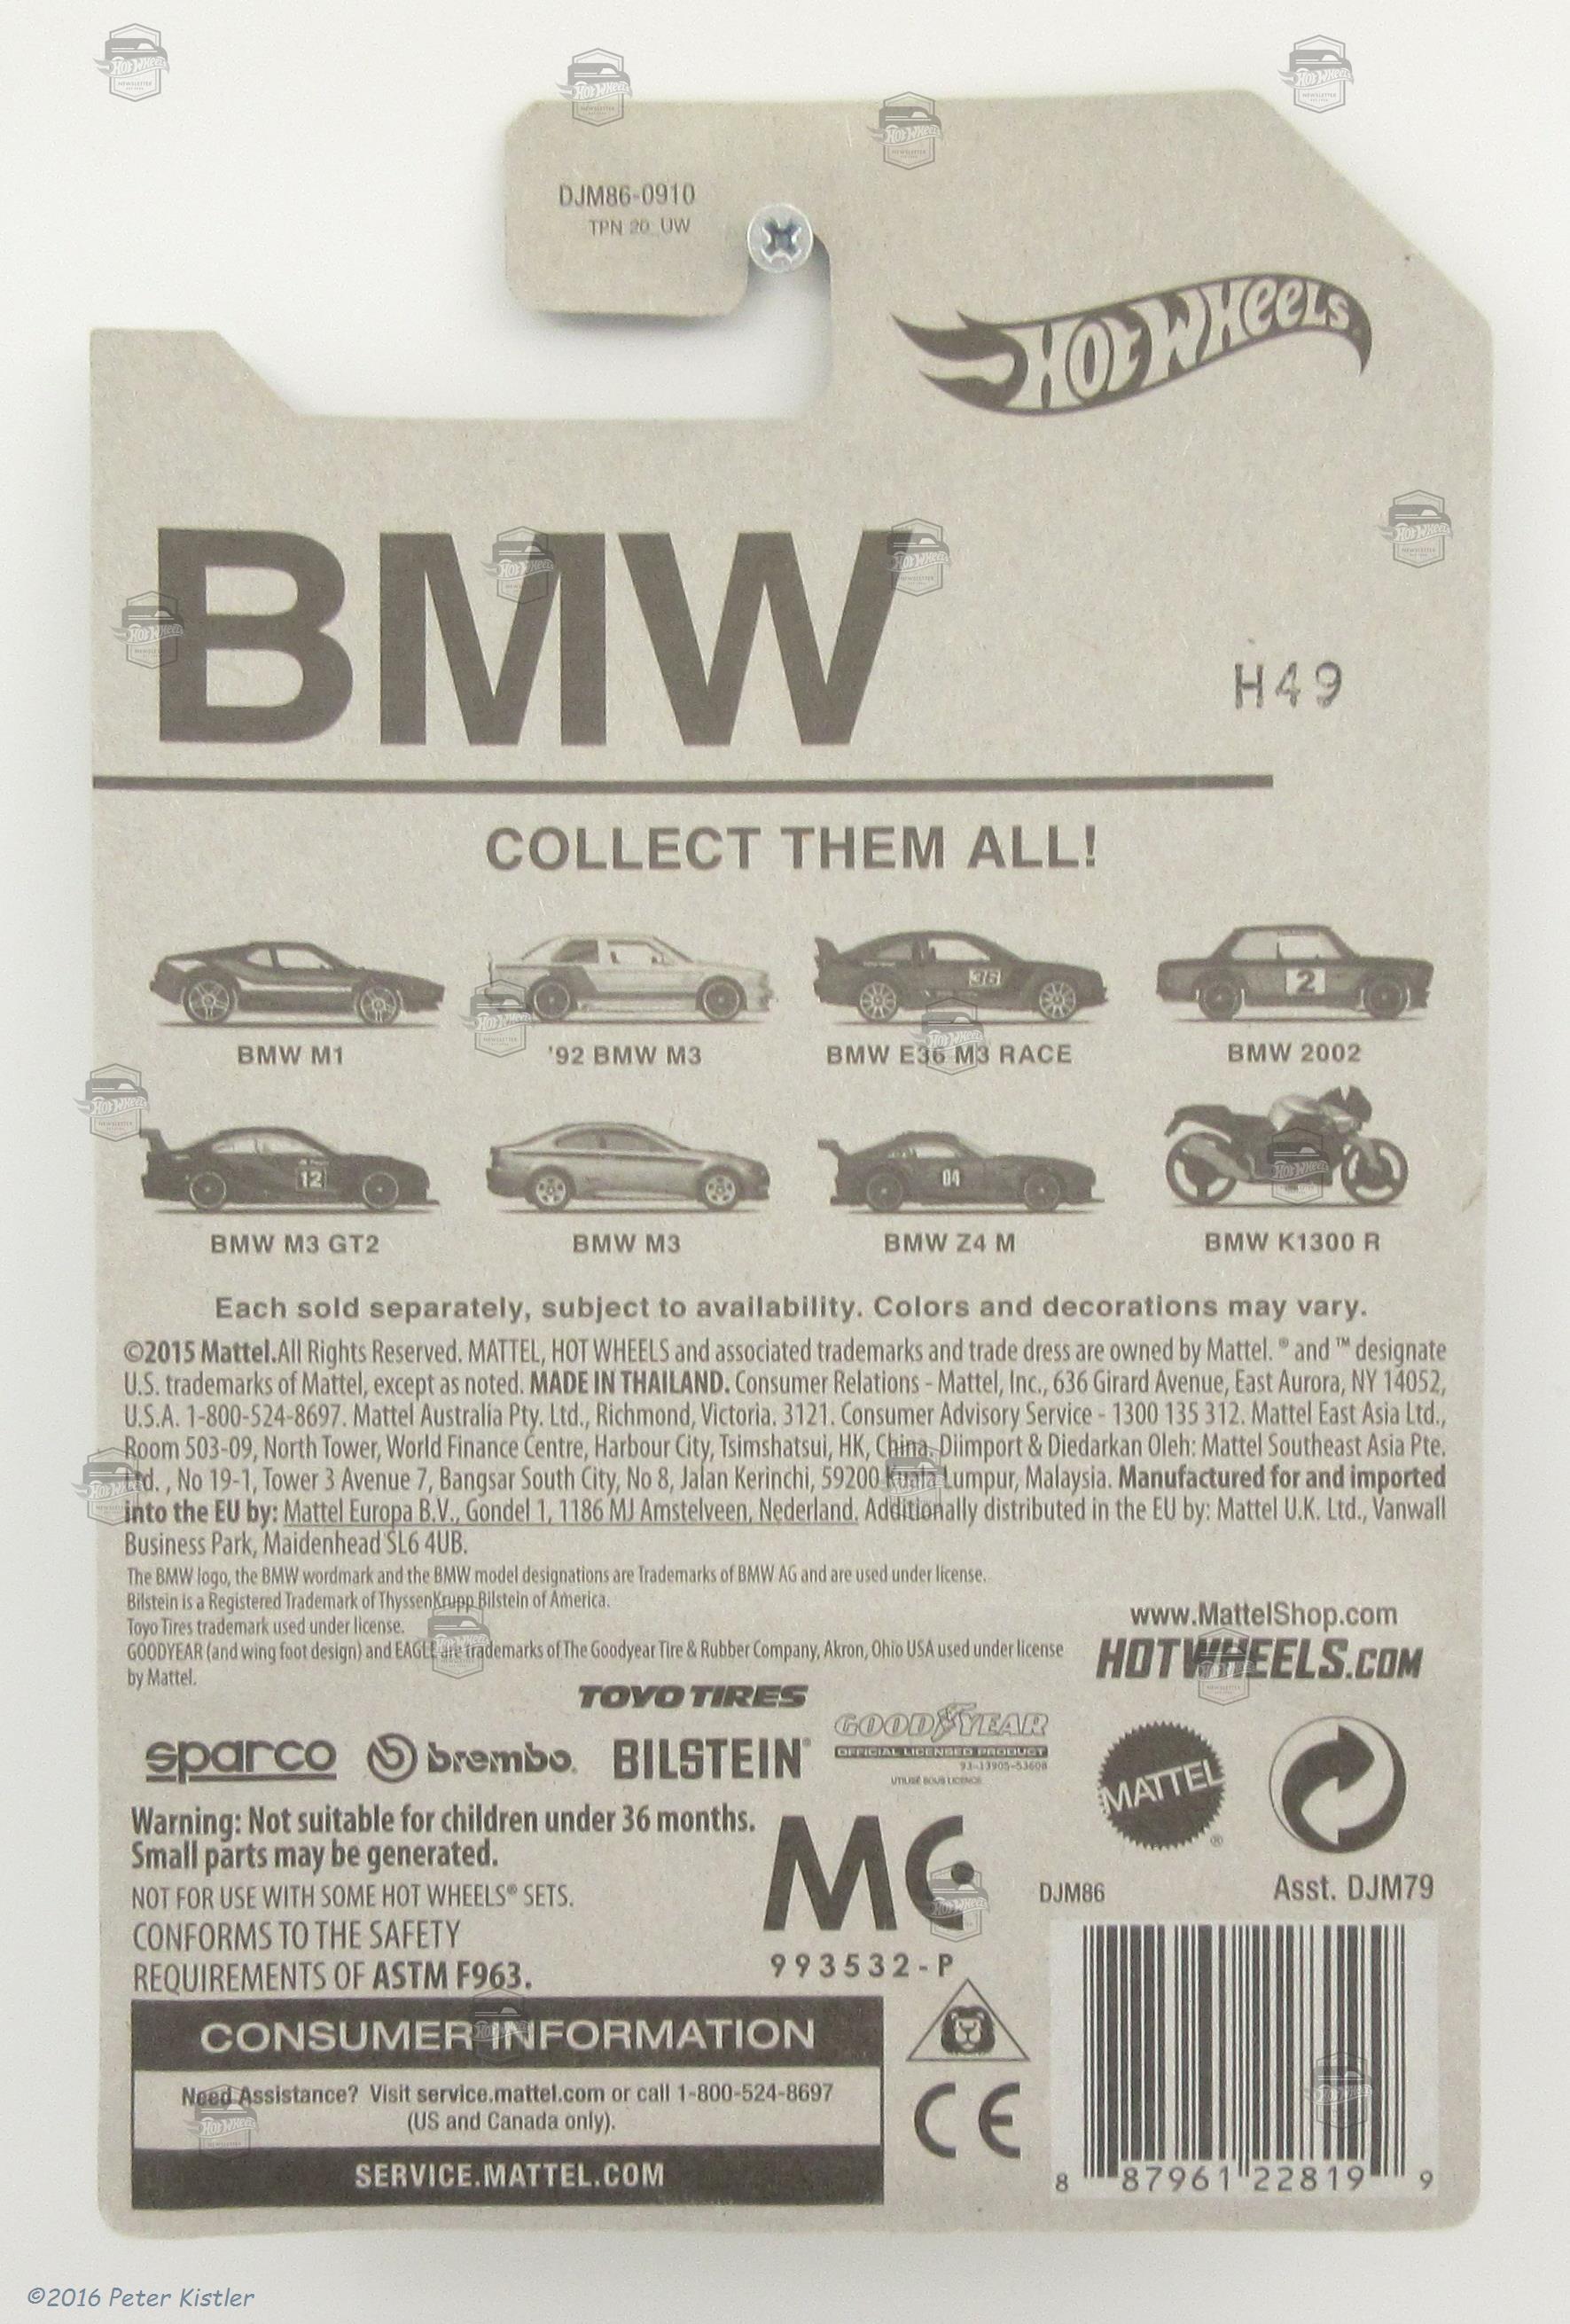 DJM86-0910
TPN 20_UW
HOT WHEELS
BMW
H49
COLLECT THEM ALL!
36
2
BMW M1
'92 BMW M3
BMW E36 M3 RACE
BMW 2002
12
04
BMW M3 GT2
BMW M3
BMW Z4 M
BMW K1300 R
Each sold separately, subject to availability. Colors and decorations may vary.
©2015 Mattel.All Rights Reserved. MATTEL, HOT WHEELS and associated trademarks and trade dress are owned by Mattel. ® and ™ designate
U.S. trademarks of Mattel, except as noted. MADE IN THAILAND. Consumer Relations - Mattel, Inc., 636 Girard Avenue, East Aurora, NY 14052,
U.S.A. 1-800-524-8697. Mattel Australia Pty. Ltd., Richmond, Victoria. 3121. Consumer Advisory Service - 1300 135 312. Mattel East Asia Ltd.,
Room 503-09, North Tower, World Finance Centre, Harbour City, Tsimshatsui, HK, China. Diimport & Diedarkan Oleh: Mattel Southeast Asia Pte.
Ltd. , No 19-1, Tower 3 Avenue 7, Bangsar South City, No 8, Jalan Kerinchi, 59200 Kuala Lumpur, Malaysia. Manufactured for and imported
into the EU by: Mattel Europa B.V., Gondel 1, 1186 MJ Amstelveen, Nederland. Additionally distributed in the EU by: Mattel U.K. Ltd., Vanwall
Business Park, Maidenhead SL6 4UB.
The BMW logo, the BMW wordmark and the BMW model designations are Trademarks of BMW AG and are used under license.
Bilstein is a Registered Trademark of ThyssenKrupp Bilstein of America.
Toyo Tires trademark used under license.
GOODYEAR (and wing foot design) and EAGLE are trademarks of The Goodyear Tire & Rubber Company, Akron, Ohio USA used under license
by Mattel.
www.MattelShop.com
HOTWHEELS.COM
TOYO TIRES
sparco
brembo.
BILSTEIN®
GOODYEAR
OFFICIAL LICENSED PRODUCT
93-13905-53608
UTILISÉ SOUS LICENCE
MATTEL®
Warning: Not suitable for children under 36 months.
Small parts may be generated.
NOT FOR USE WITH SOME HOT WHEELS® SETS.
CONFORMS TO THE SAFETY
REQUIREMENTS OF ASTM F963.
MC
993532-P
DJM86
Asst. DJM79
CONSUMER INFORMATION
Need Assistance? Visit service.mattel.com or call 1-800-524-8697
(US and Canada only).
SERVICE.MATTEL.COM
CE
8 87961 22819 9
©2016 Peter Kistler